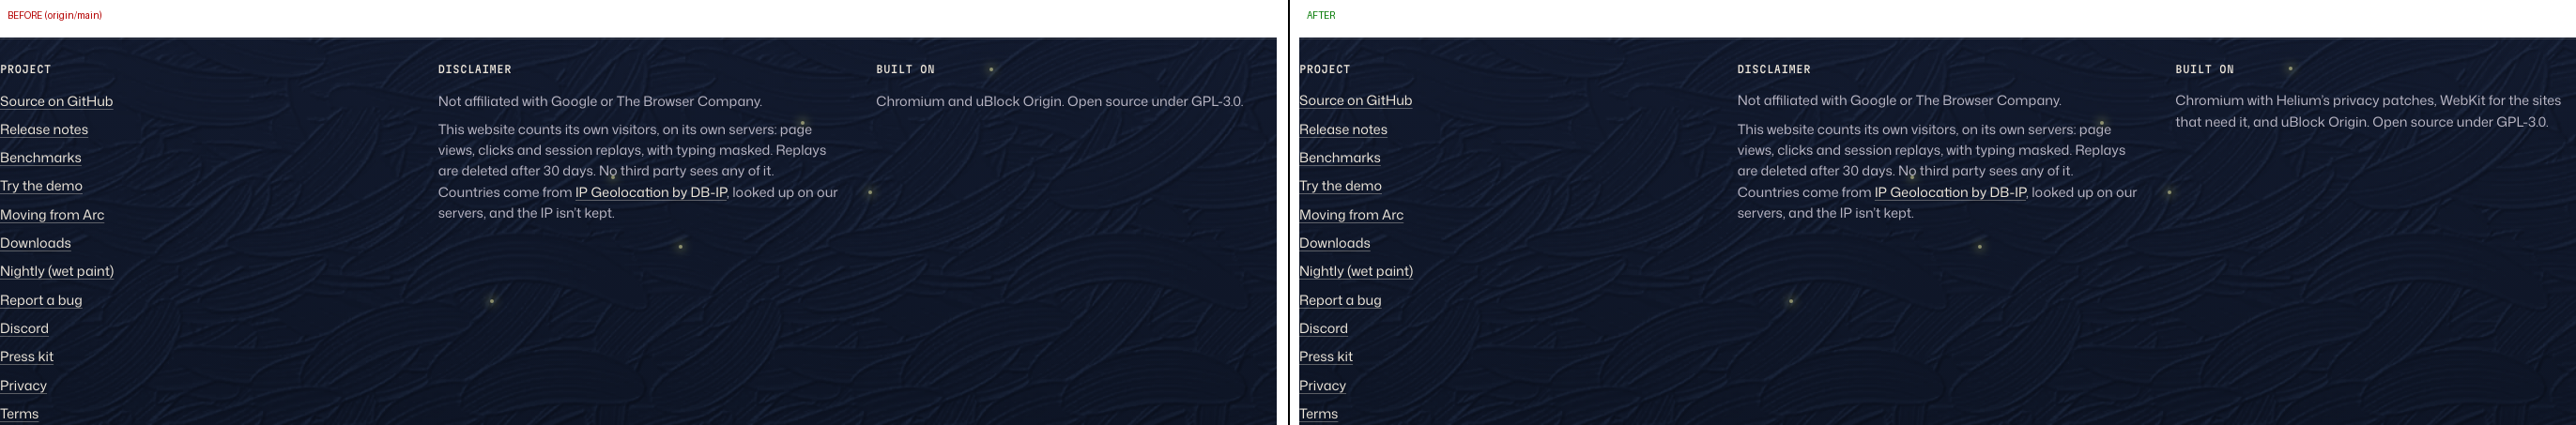 BEFORE (origin/main)
PROJECT
Source on GitHub
Release notes
Benchmarks
Try the demo
Moving from Arc
Downloads
Nightly (wet paint)
Report a bug
Discord
Press kit
Privacy
Terms
DISCLAIMER
Not affiliated with Google or The Browser Company.
This website counts its own visitors, on its own servers: page
views, clicks and session replays, with typing masked. Replays
are deleted after 30 days. No third party sees any of it.
Countries come from IP Geolocation by DB-IP, looked up on our
servers, and the IP isn't kept.
BUILT ON
Chromium and uBlock Origin. Open source under GPL-3.0.
AFTER
PROJECT
Source on GitHub
Release notes
Benchmarks
Try the demo
Moving from Arc
Downloads
Nightly (wet paint)
Report a bug
Discord
Press kit
Privacy
Terms
DISCLAIMER
Not affiliated with Google or The Browser Company.
This website counts its own visitors, on its own servers: page
views, clicks and session replays, with typing masked. Replays
are deleted after 30 days. No third party sees any of it.
Countries come from IP Geolocation by DB-IP, looked up on our
servers, and the IP isn't kept.
BUILT ON
Chromium with Helium's privacy patches, WebKit for the sites
that need it, and uBlock Origin. Open source under GPL-3.0.